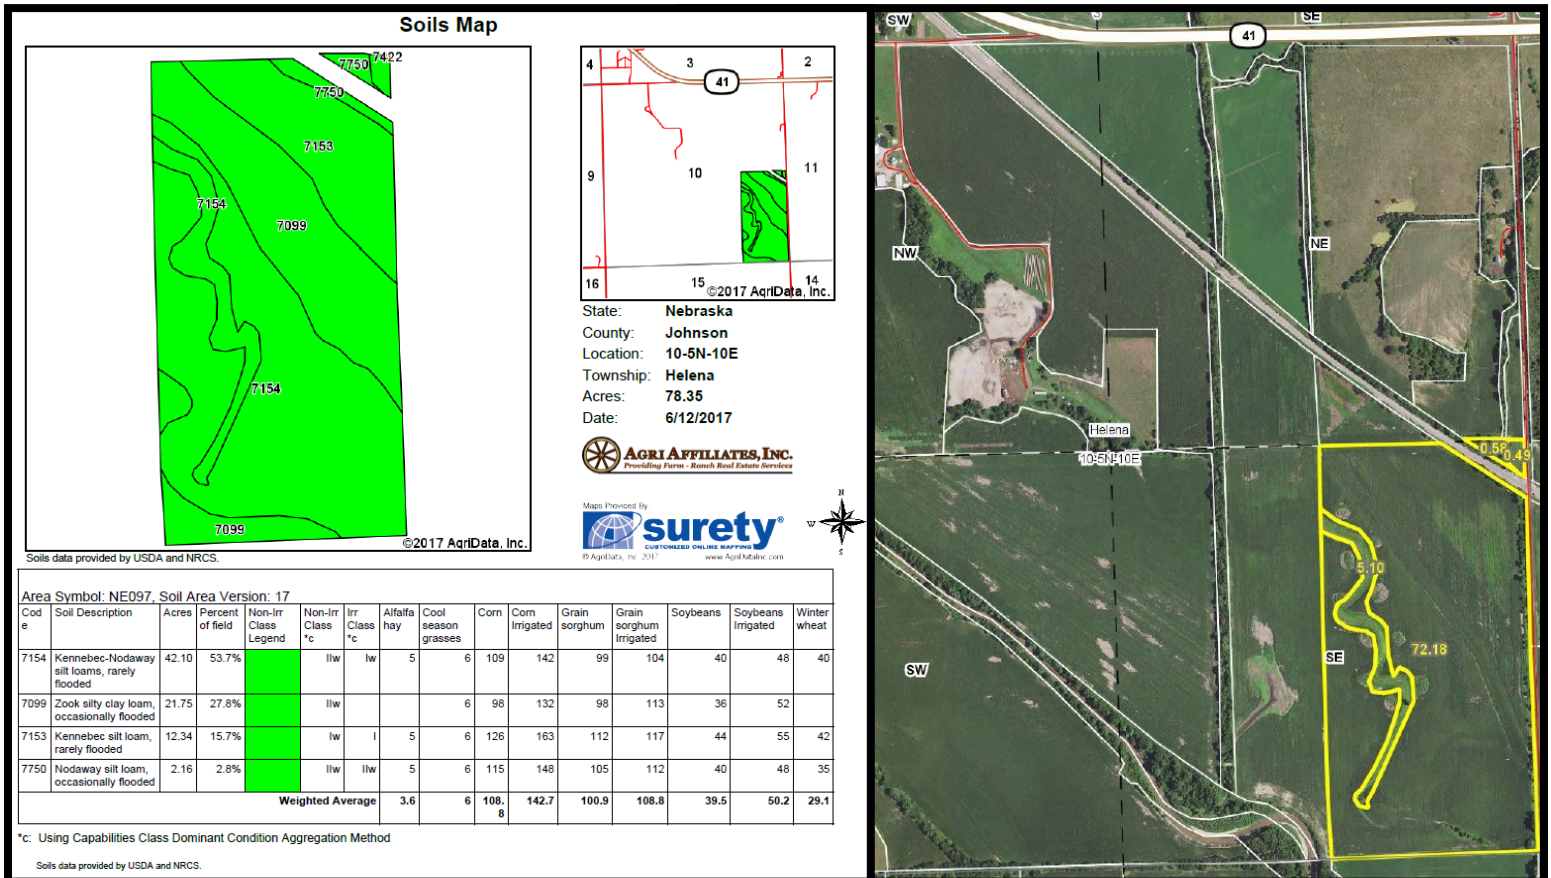 Soils Map
7750
7422
7750
7153
7154
7099
7154
7099
©2017 AgriData, Inc.
Soils data provided by USDA and NRCS.
4
3
2
41
9
10
11
16
15
14
©2017 AgriData, Inc.
State: Nebraska
County: Johnson
Location: 10-5N-10E
Township: Helena
Acres: 78.35
Date: 6/12/2017
AGRI AFFILIATES, INC.
Providing Farm - Ranch Real Estate Services
Maps Provided By
surety®
CUSTOMIZED ONLINE MAPPING
© AgriData, Inc. 2017 www.AgriDataInc.com
N
W
S
Area Symbol: NE097, Soil Area Version: 17
Cod e Soil Description Acres Percent of field Non-Irr Class Legend Non-Irr Class *c Irr Class *c Alfalfa hay Cool season grasses Corn Corn Irrigated Grain sorghum Grain sorghum Irrigated Soybeans Soybeans Irrigated Winter wheat
7154 Kennebec-Nodaway silt loams, rarely flooded 42.10 53.7% IIw Iw 5 6 109 142 99 104 40 48 40
7099 Zook silty clay loam, occasionally flooded 21.75 27.8% IIw 6 98 132 98 113 36 52
7153 Kennebec silt loam, rarely flooded 12.34 15.7% Iw I 5 6 126 163 112 117 44 55 42
7750 Nodaway silt loam, occasionally flooded 2.16 2.8% IIw IIw 5 6 115 148 105 112 40 48 35
Weighted Average 3.6 6 108.8 142.7 100.9 108.8 39.5 50.2 29.1
*c: Using Capabilities Class Dominant Condition Aggregation Method
Soils data provided by USDA and NRCS.
SW
S
SE
41
NW
NE
Helena
10-5N-10E
0.58
0.49
5.10
72.18
SE
SW